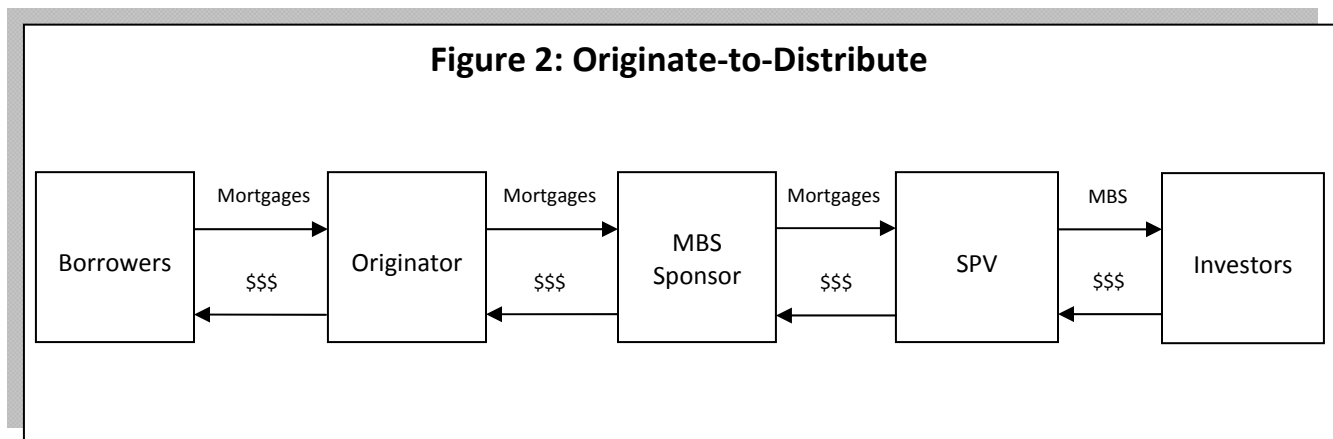 Figure 2: Originate-to-Distribute
Mortgages
Mortgages
Mortgages
MBS
Borrowers
Originator
MBS
Sponsor
SPV
Investors
$$$
$$$
$$$
$$$